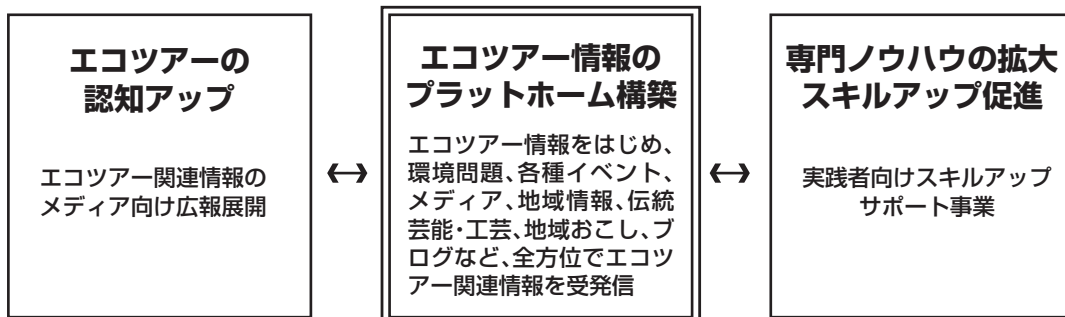 エコツアーの
認知アップ
エコツアー関連情報の
メディア向け広報展開
↔
エコツアー情報の
プラットホーム構築
エコツアー情報をはじめ、
環境問題、各種イベント、
メディア、地域情報、伝統
芸能・工芸、地域おこし、ブ
ログなど、全方位でエコツ
アー関連情報を受発信
↔
専門ノウハウの拡大
スキルアップ促進
実践者向けスキルアップ
サポート事業